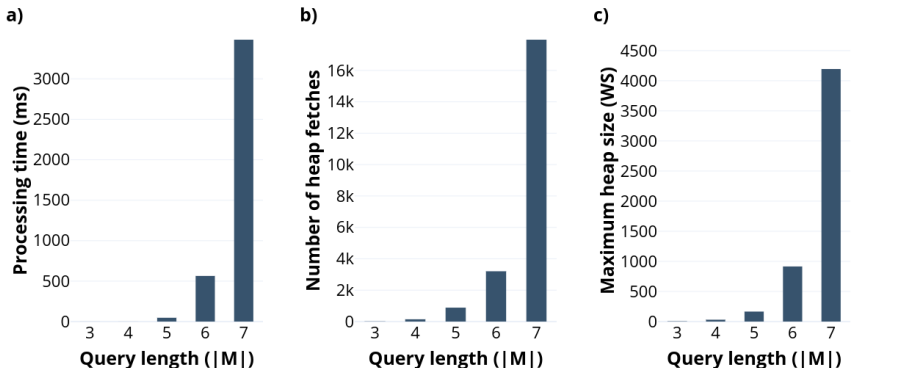 a)
Processing time (ms)
3000
2500
2000
1500
1000
500
0
3 4 5 6 7
Query length (|M|)
b)
Number of heap fetches
16k
14k
12k
10k
8k
6k
4k
2k
0
3 4 5 6 7
Query length (|M|)
c)
Maximum heap size (WS)
4500
4000
3500
3000
2500
2000
1500
1000
500
0
3 4 5 6 7
Query length (|M|)